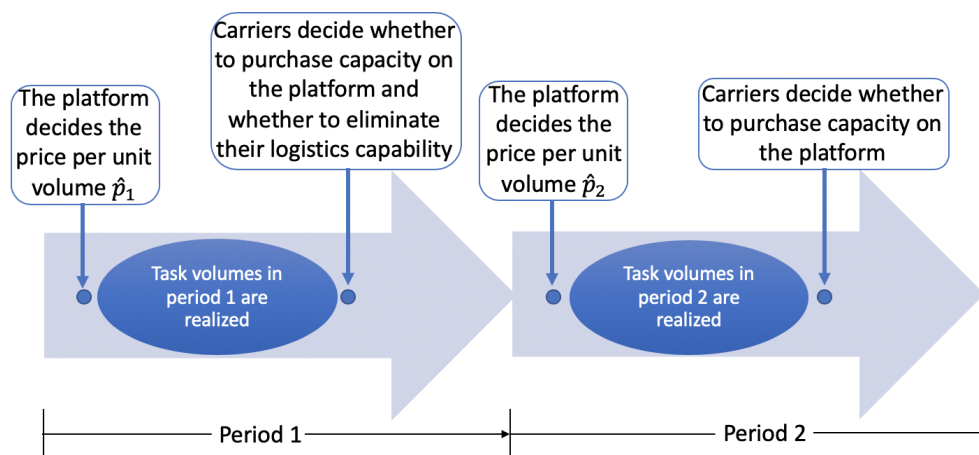 The platform
decides the
price per unit
volume p̂₁
Carriers decide whether
to purchase capacity on
the platform and
whether to eliminate
their logistics capability
The platform
decides the
price per unit
volume p̂₂
Carriers decide whether
to purchase capacity on
the platform
Task volumes in
period 1 are
realized
Task volumes in
period 2 are
realized
Period 1
Period 2